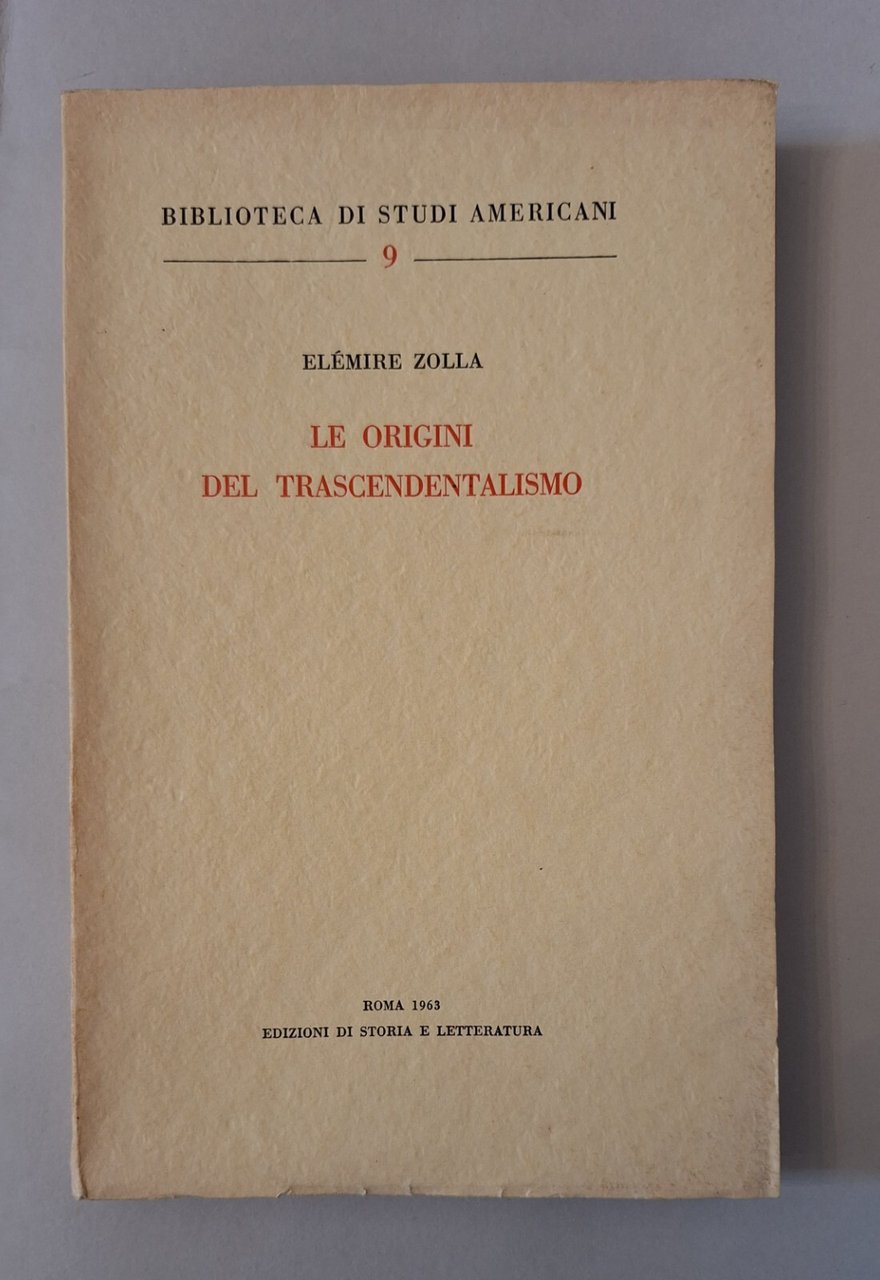 BIBLIOTECA DI STUDI AMERICANI
9
ELÉMIRE ZOLLA
LE ORIGINI
DEL TRASCENDENTALISMO
ROMA 1963
EDIZIONI DI STORIA E LETTERATURA